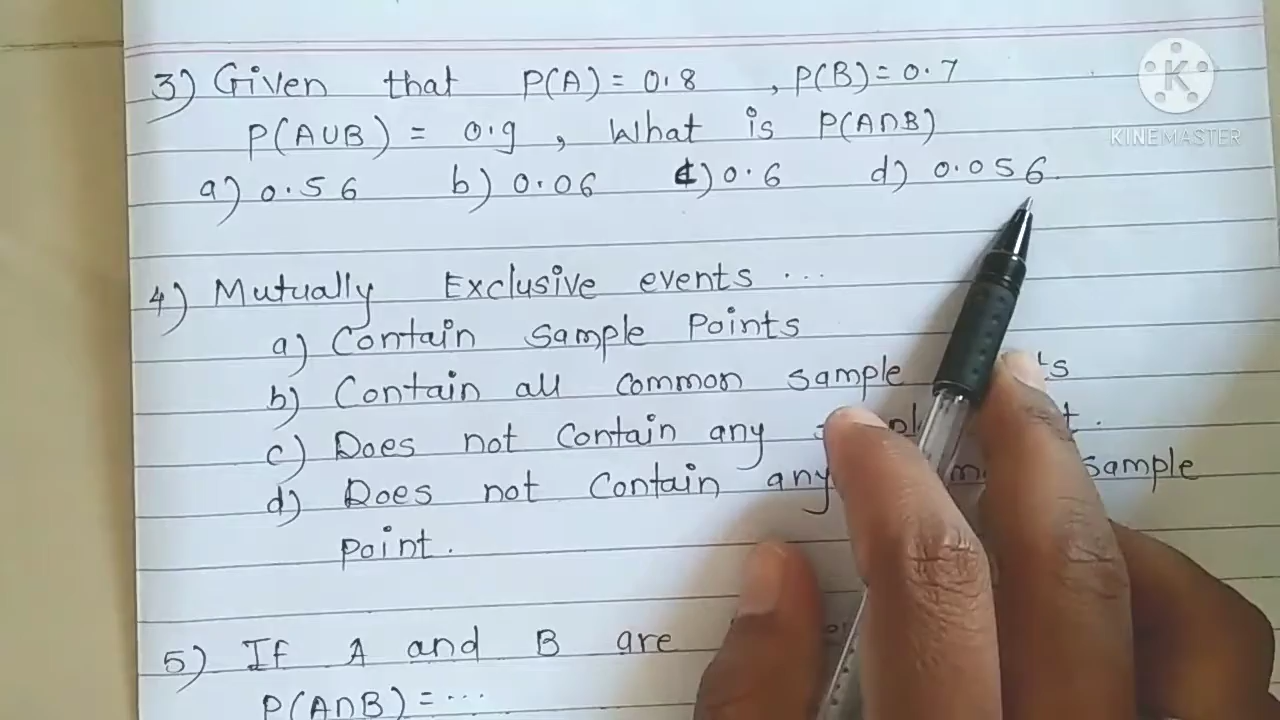 3) Given that P(A) = 0.8 , P(B) = 0.7
P(A∪B) = 0.9 , What is P(A∩B)
a) 0.56 b) 0.06 c) 0.6 d) 0.056
4) Mutually Exclusive events ...
a) Contain sample Points
b) Contain all common sample
c) Does not contain any
d) Does not contain any sample
point.
5) If A and B are
P(A∩B) = ...
K
KINEMASTER